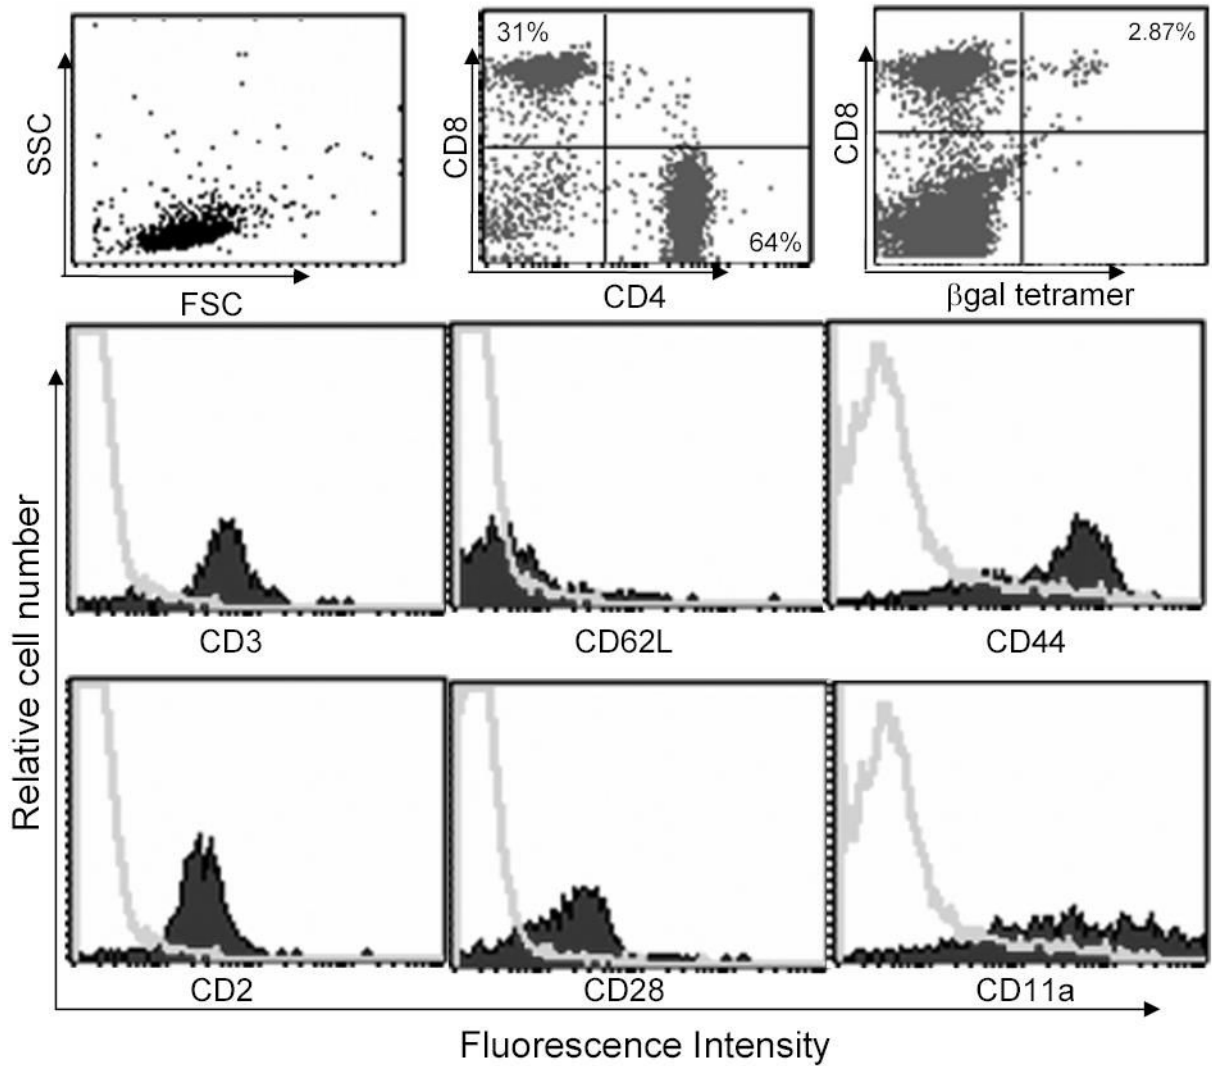 31%
2.87%
SSC
CD8
CD8
64%
FSC
CD4
βgal tetramer
Relative cell number
CD3
CD62L
CD44
CD2
CD28
CD11a
Fluorescence Intensity